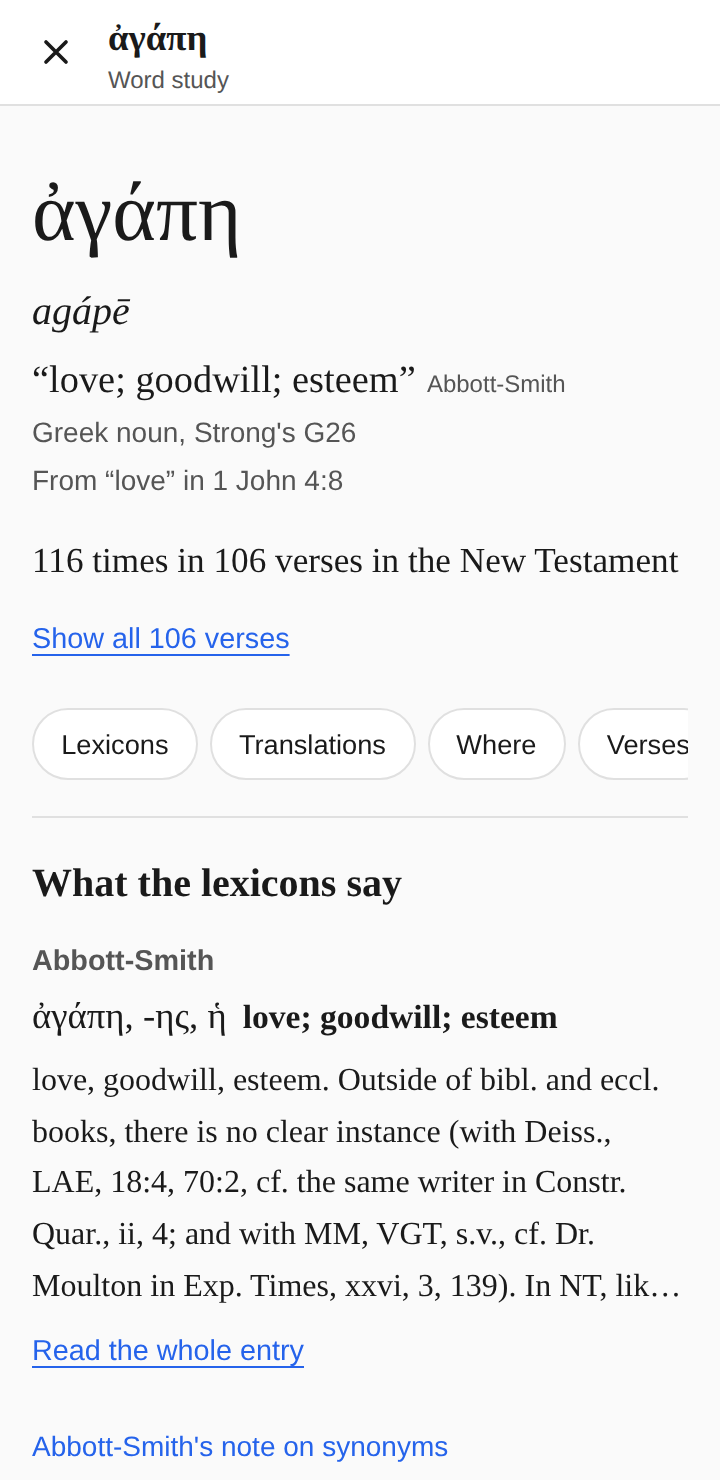 ἀγάπη
Word study
ἀγάπη
agápē
“love; goodwill; esteem” Abbott-Smith
Greek noun, Strong's G26
From “love” in 1 John 4:8
116 times in 106 verses in the New Testament
Show all 106 verses
Lexicons Translations Where Verses
What the lexicons say
Abbott-Smith
ἀγάπη, -ης, ἡ love; goodwill; esteem
love, goodwill, esteem. Outside of bibl. and eccl.
books, there is no clear instance (with Deiss.,
LAE, 18:4, 70:2, cf. the same writer in Constr.
Quar., ii, 4; and with MM, VGT, s.v., cf. Dr.
Moulton in Exp. Times, xxvi, 3, 139). In NT, lik…
Read the whole entry
Abbott-Smith's note on synonyms